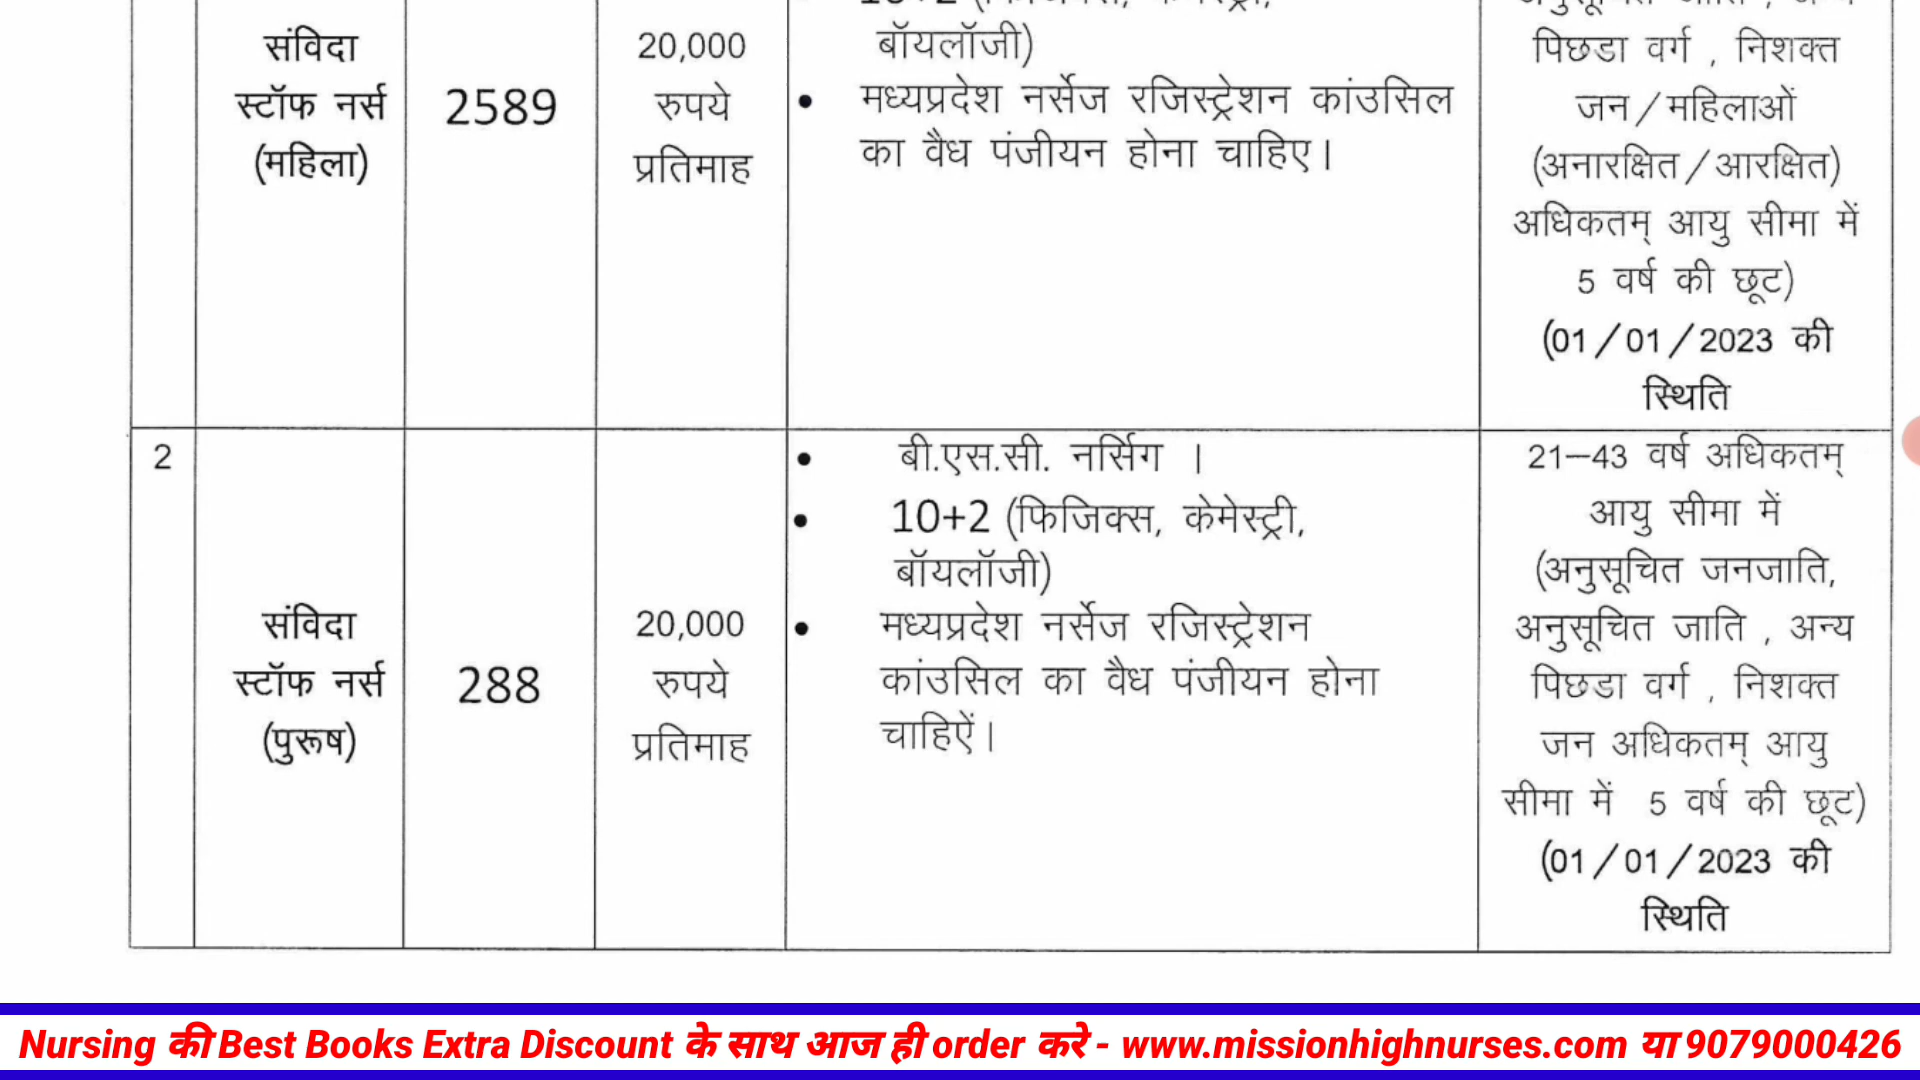 10+2 (फिजिक्स, केमेस्ट्री,
बॉयलॉजी)
मध्यप्रदेश नर्सेज रजिस्ट्रेशन कांउसिल
का वैध पंजीयन होना चाहिए।
संविदा
स्टॉफ नर्स
(महिला)
2589
20,000
रुपये
प्रतिमाह
अनुसूचित जाति , अन्य
पिछडा वर्ग , निशक्त
जन/महिलाओं
(अनारक्षित/आरक्षित)
अधिकतम् आयु सीमा में
5 वर्ष की छूट)
(01/01/2023 की
स्थिति
2
संविदा
स्टॉफ नर्स
(पुरूष)
288
20,000
रुपये
प्रतिमाह
बी.एस.सी. नर्सिग ।
10+2 (फिजिक्स, केमेस्ट्री,
बॉयलॉजी)
मध्यप्रदेश नर्सेज रजिस्ट्रेशन
कांउसिल का वैध पंजीयन होना
चाहिऐं।
21–43 वर्ष अधिकतम्
आयु सीमा में
(अनुसूचित जनजाति,
अनुसूचित जाति , अन्य
पिछडा वर्ग , निशक्त
जन अधिकतम् आयु
सीमा में 5 वर्ष की छूट)
(01/01/2023 की
स्थिति
Nursing की Best Books Extra Discount के साथ आज ही order करे - www.missionhighnurses.com या 9079000426